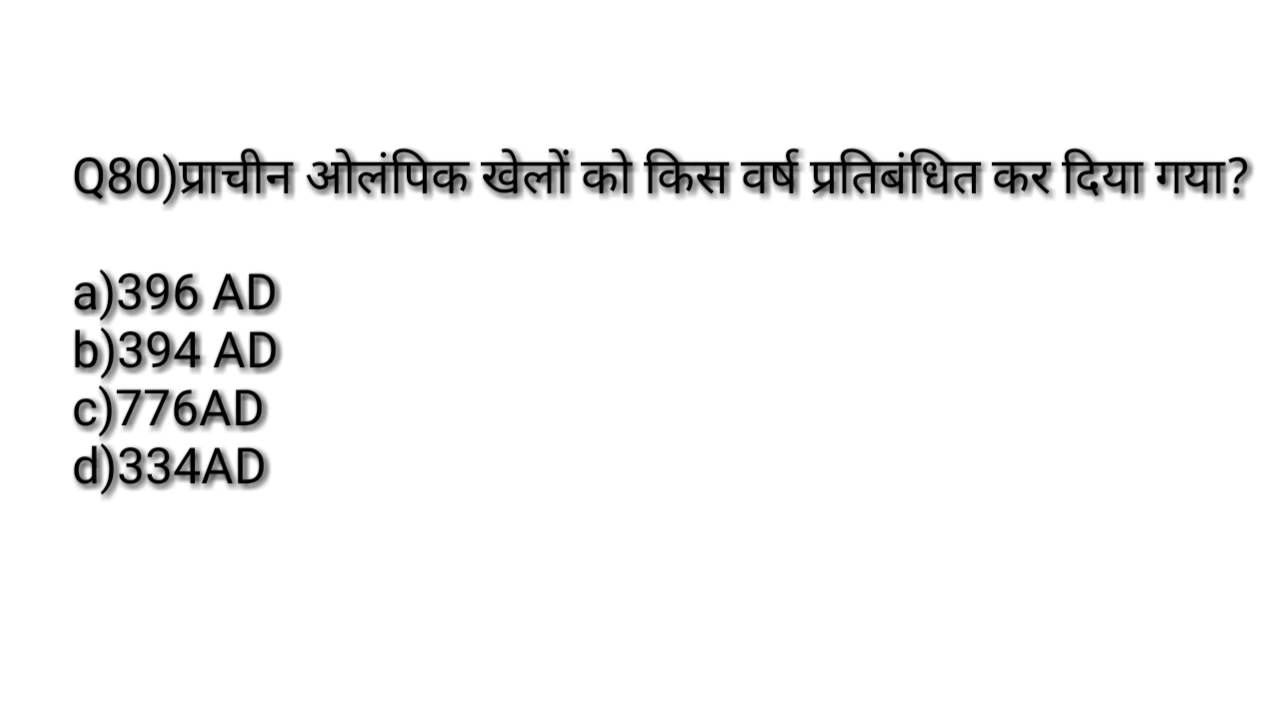 Q80)प्राचीन ओलंपिक खेलों को किस वर्ष प्रतिबंधित कर दिया गया?
a)396 AD
b)394 AD
c)776AD
d)334AD